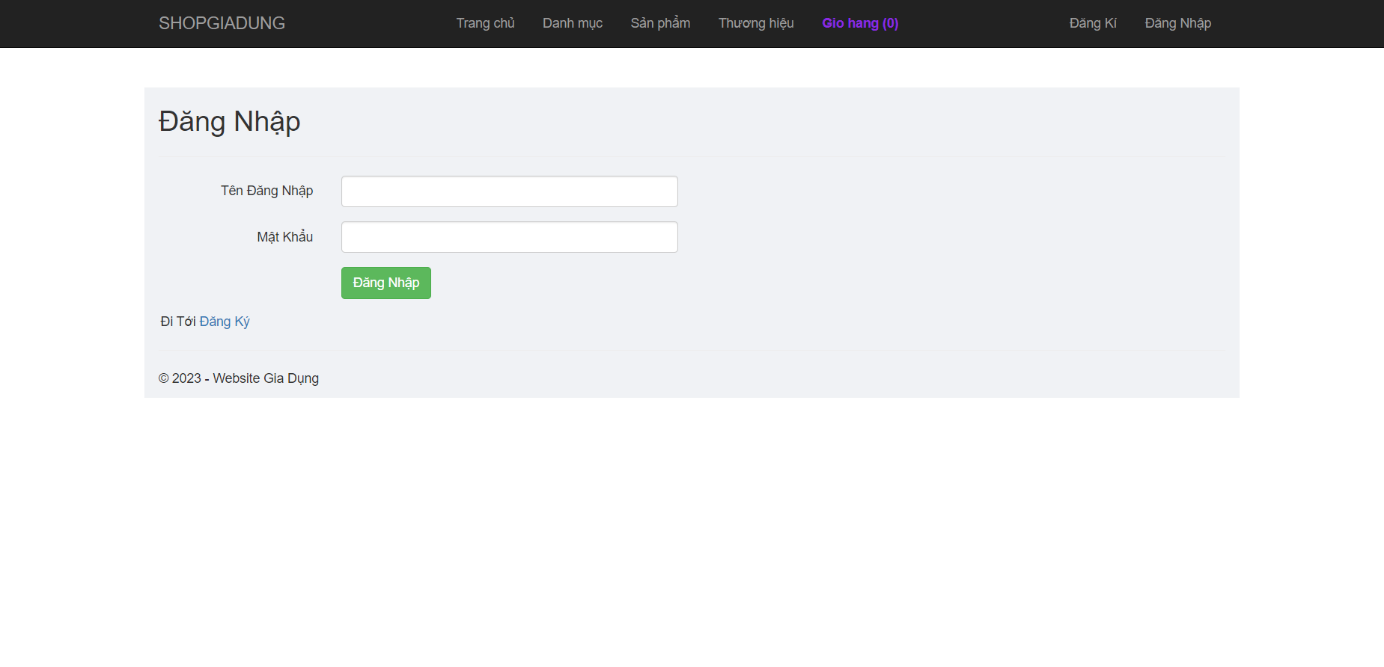 SHOPGIADUNG Trang chủ Danh mục Sản phẩm Thương hiệu Gio hang (0) Đăng Kí Đăng Nhập
Đăng Nhập
Tên Đăng Nhập
Mật Khẩu
Đăng Nhập
Đi Tới Đăng Ký
© 2023 - Website Gia Dụng